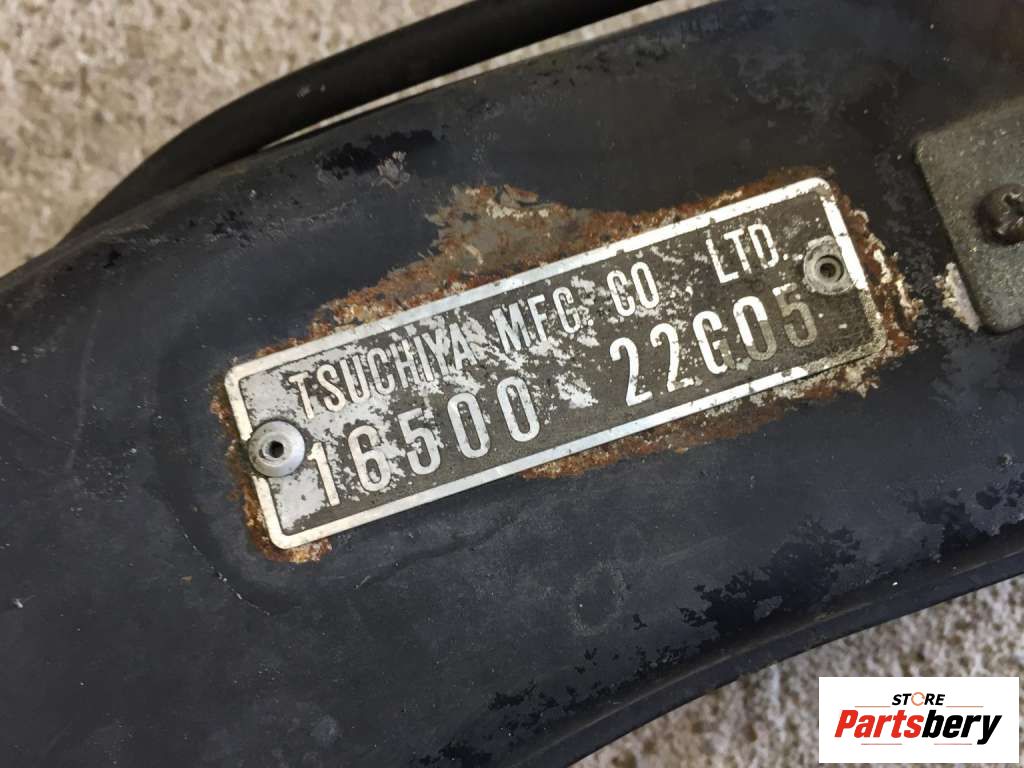 TSUCHIYA MFG CO., LTD.
16500 22G05
STORE
Partsbery